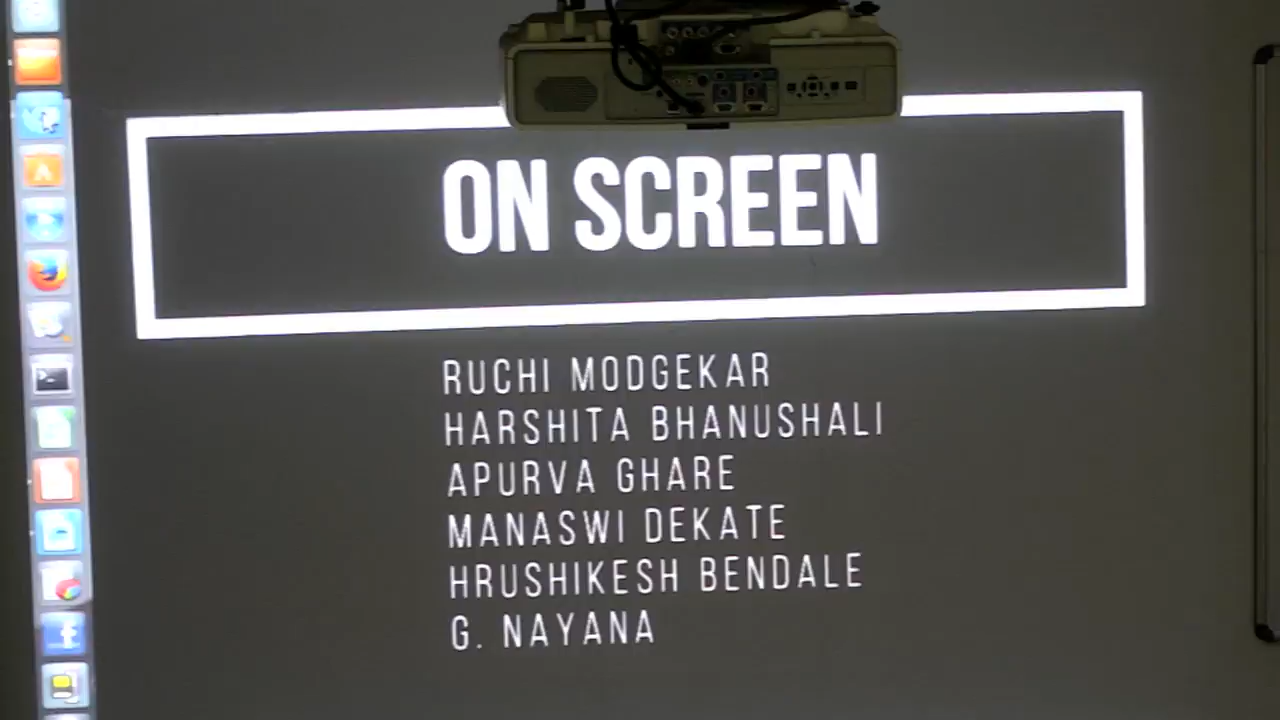 ON SCREEN
RUCHI MODGEKAR
HARSHITA BHANUSHALI
APURVA GHARE
MANASWI DEKATE
HRUSHIKESH BENDALE
G. NAYANA